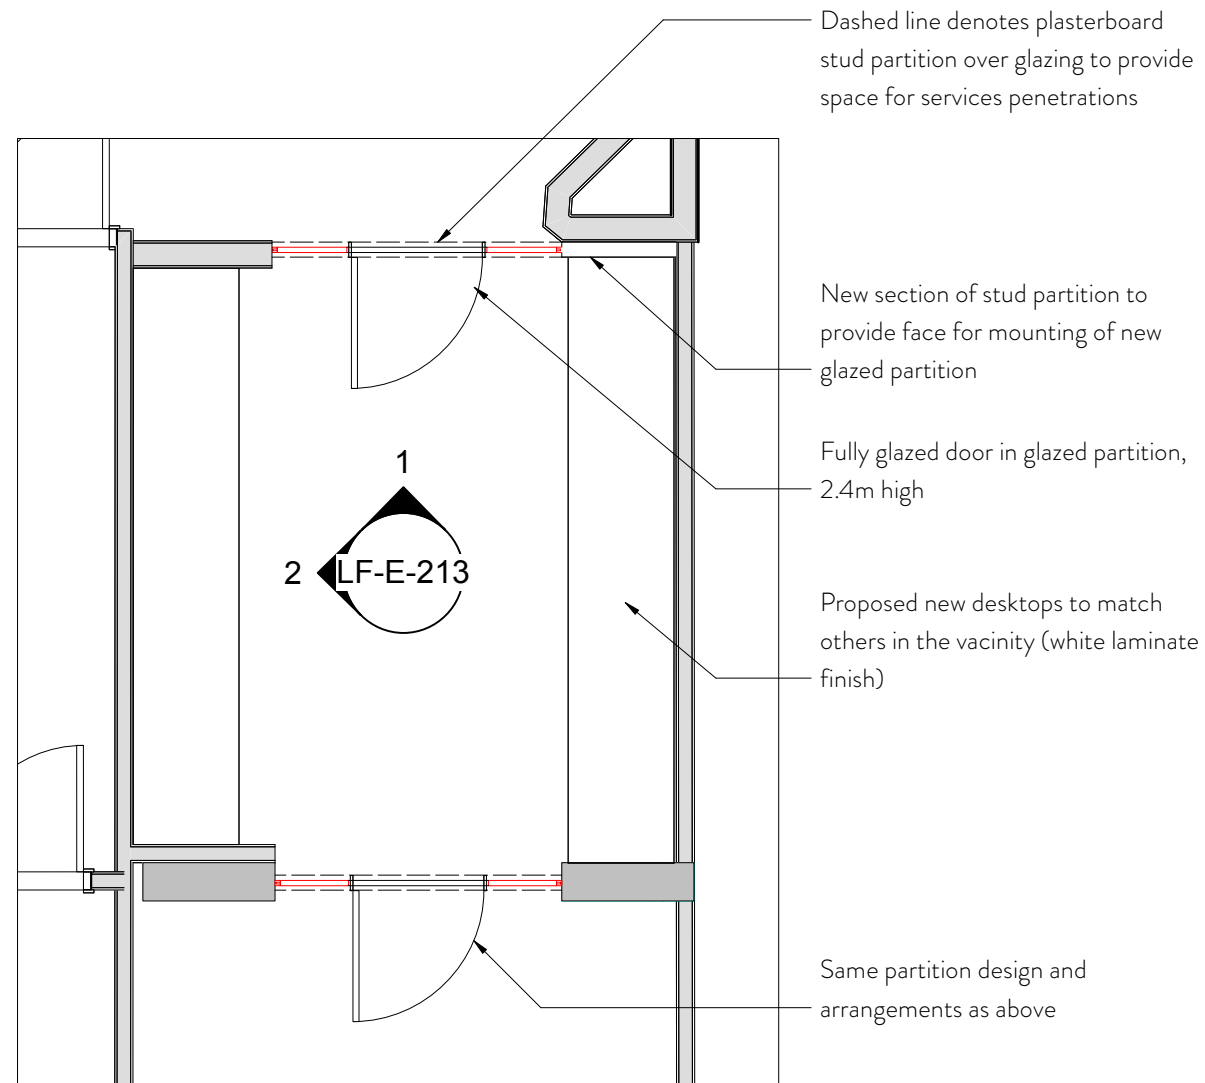 Dashed line denotes plasterboard
stud partition over glazing to provide
space for services penetrations
New section of stud partition to
provide face for mounting of new
glazed partition
Fully glazed door in glazed partition,
2.4m high
1
2
LF-E-213
Proposed new desktops to match
others in the vacinity (white laminate
finish)
Same partition design and
arrangements as above